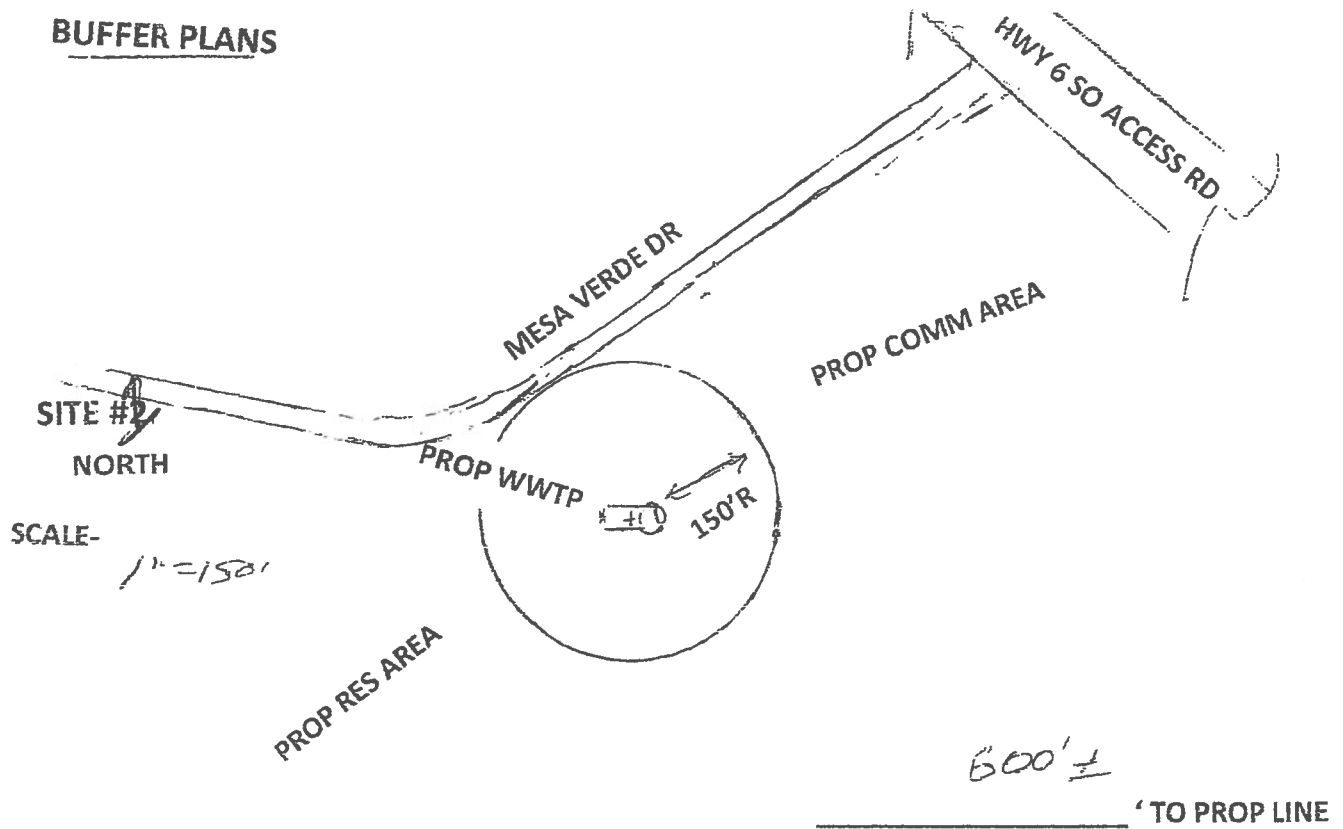 BUFFER PLANS
HWY 6 SO ACCESS RD
MESA VERDE DR
PROP COMM AREA
SITE #2
NORTH
PROP WWTP
150'R
SCALE-
1" =150'
PROP RES AREA
600' ±
' TO PROP LINE